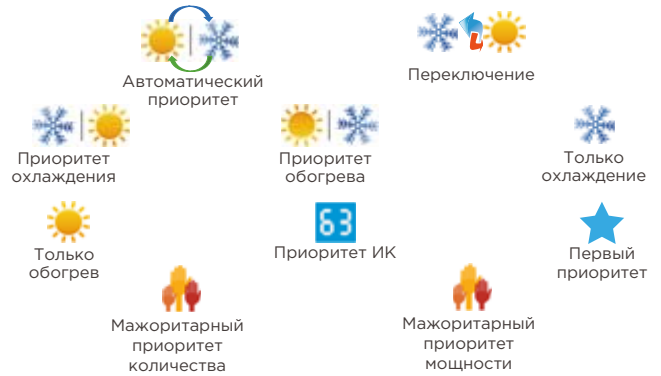 Автоматический
приоритет
Переключение
Приоритет
охлаждения
Приоритет
обогрева
Только
охлаждение
Только
обогрев
63
Приоритет ИК
Первый
приоритет
Мажоритарный
приоритет
количества
Мажоритарный
приоритет
мощности